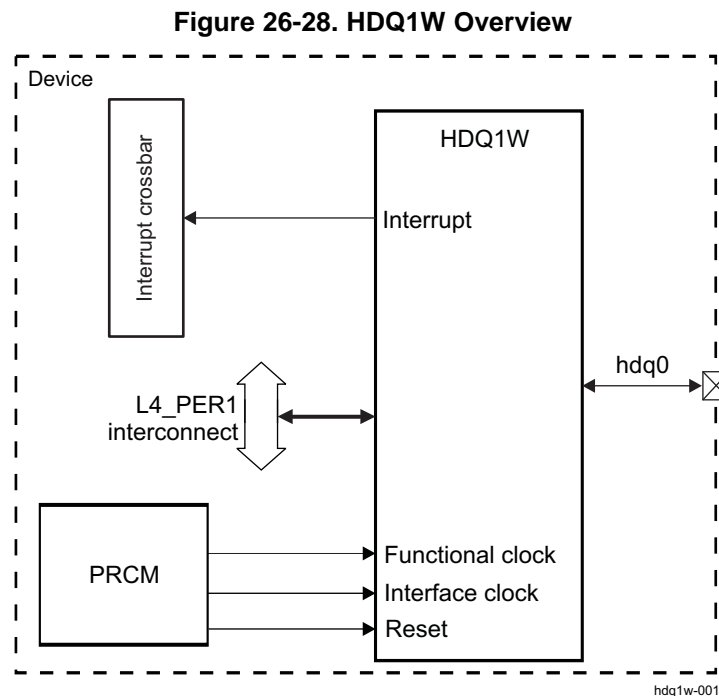 Figure 26-28. HDQ1W Overview
Device
Interrupt crossbar
HDQ1W
Interrupt
hdq0
L4_PER1
interconnect
PRCM
Functional clock
Interface clock
Reset
hdq1w-001